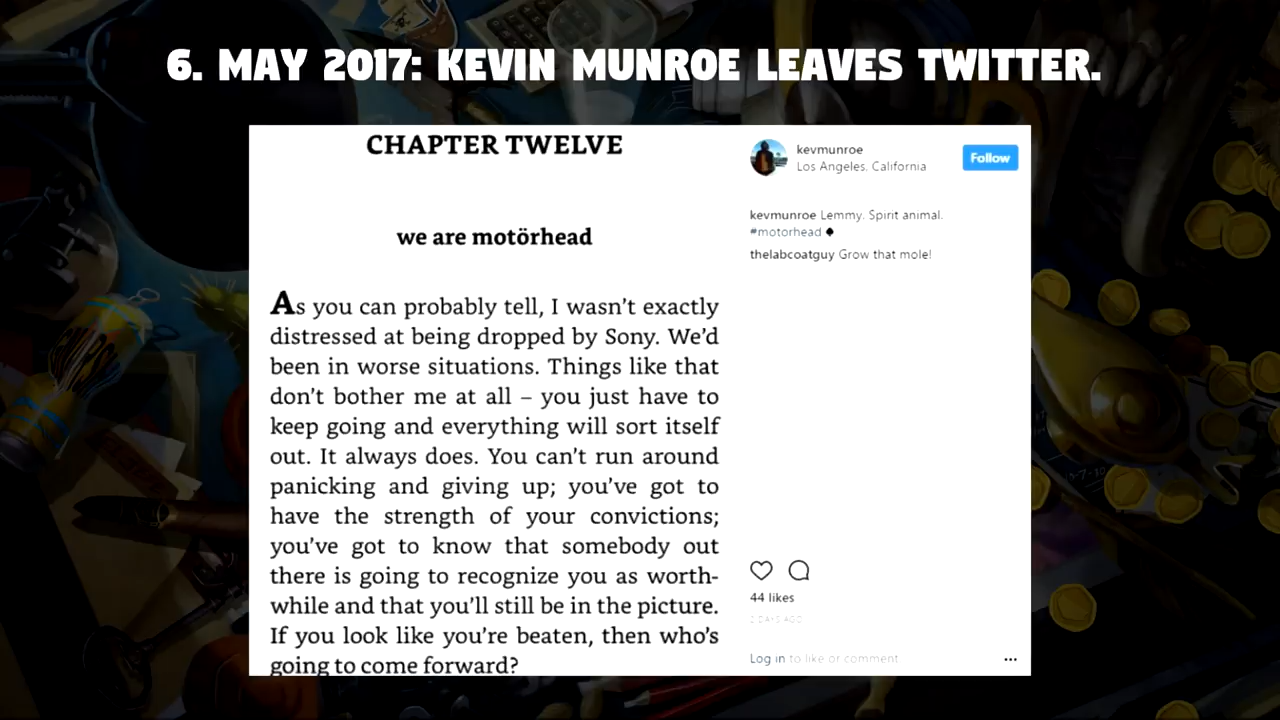 6. MAY 2017: KEVIN MUNROE LEAVES TWITTER.
CHAPTER TWELVE
we are motörhead
As you can probably tell, I wasn't exactly
distressed at being dropped by Sony. We'd
been in worse situations. Things like that
don't bother me at all – you just have to
keep going and everything will sort itself
out. It always does. You can't run around
panicking and giving up; you've got to
have the strength of your convictions;
you've got to know that somebody out
there is going to recognize you as worth-
while and that you'll still be in the picture.
If you look like you're beaten, then who's
going to come forward?
kevmunroe
Los Angeles, California
Follow
kevmunroe Lemmy. Spirit animal.
#motorhead ♠
thelabcoatguy Grow that mole!
44 likes
2 DAYS AGO
Log in to like or comment